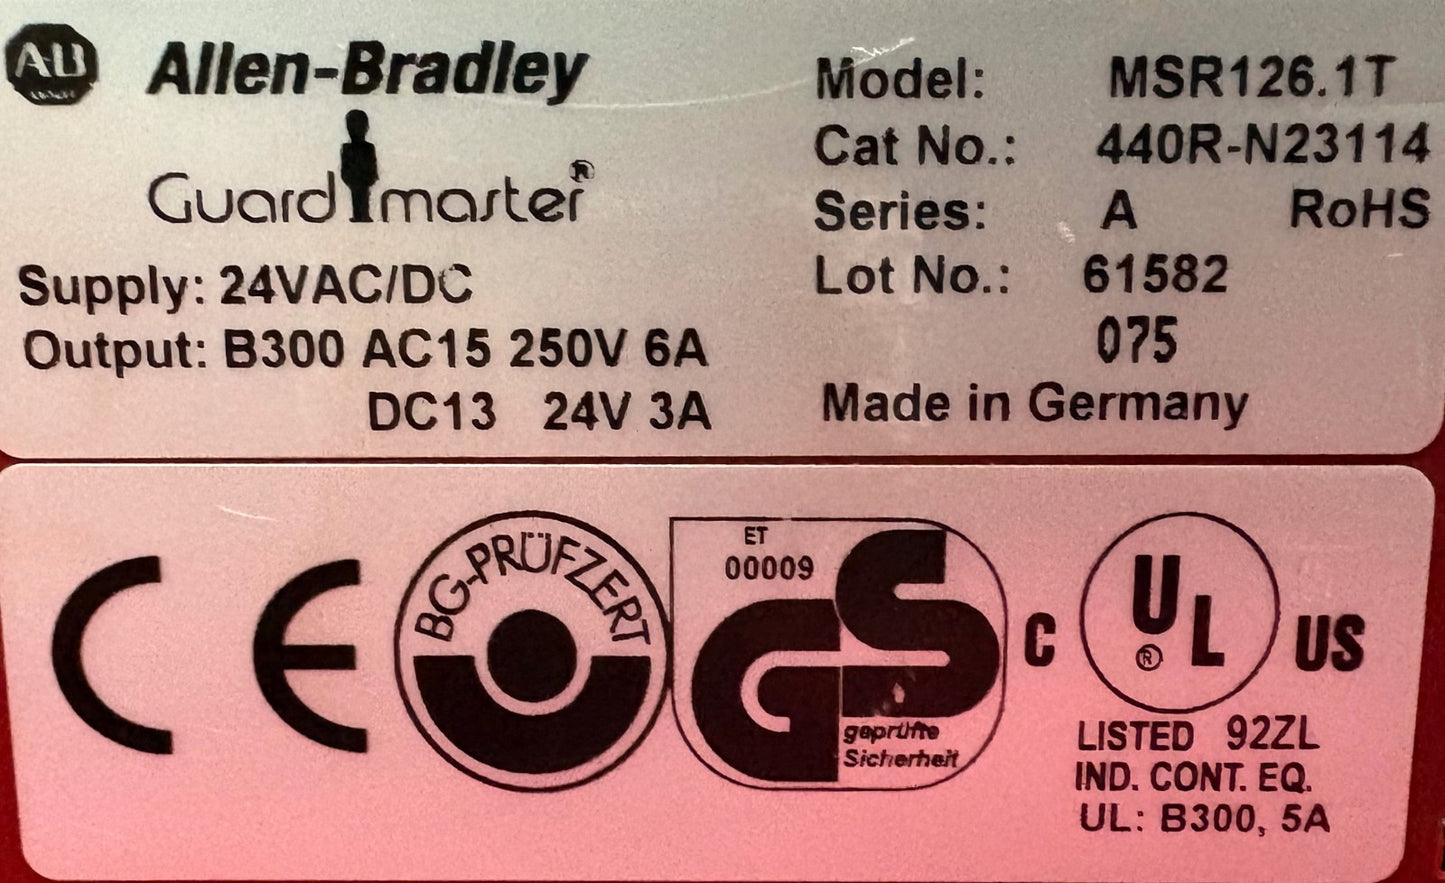 AB
Allen-Bradley
Guardmaster®
Supply: 24VAC/DC
Output: B300 AC15 250V 6A
DC13 24V 3A
Model: MSR126.1T
Cat No.: 440R-N23114
Series: A RoHS
Lot No.: 61582
075
Made in Germany
CE
BG-PRÜFZERT
ET
00009
GS
geprüfte
Sicherheit
C UL® US
LISTED 92ZL
IND. CONT. EQ.
UL: B300, 5A